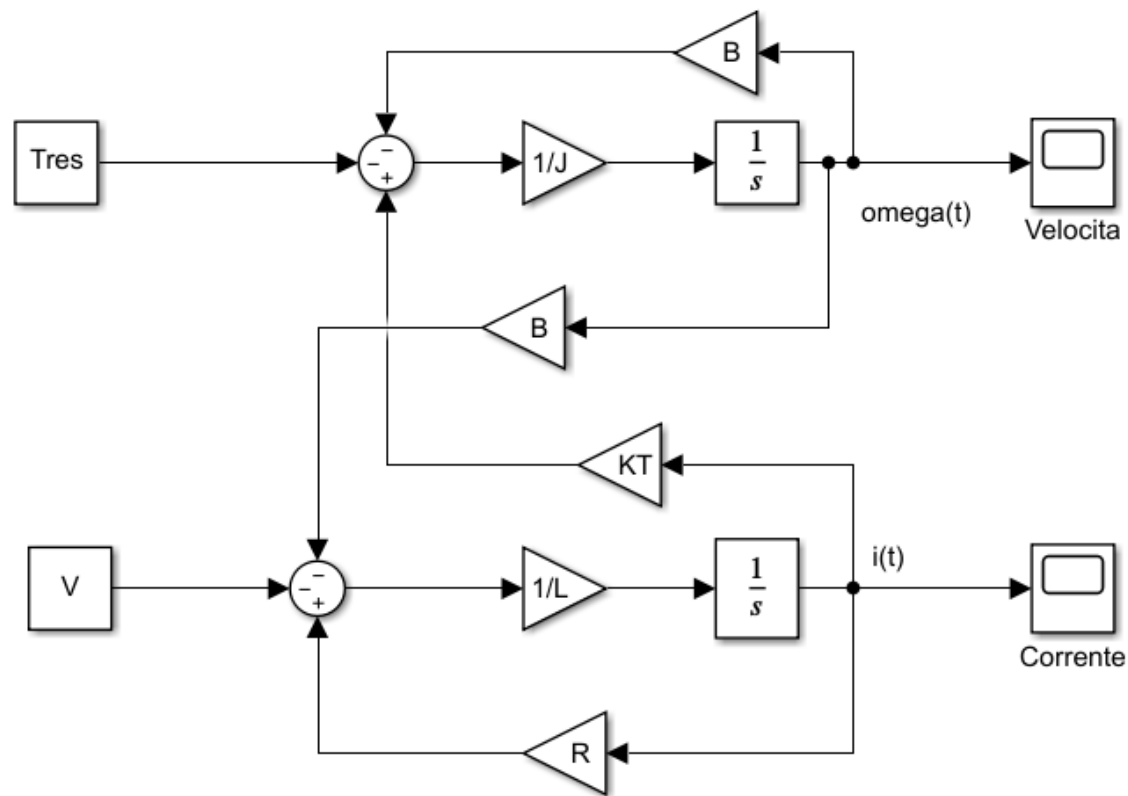 B
Tres
−
−
+
1/J
1
s
omega(t)
Velocita
B
KT
V
−
−
+
1/L
1
s
i(t)
Corrente
R